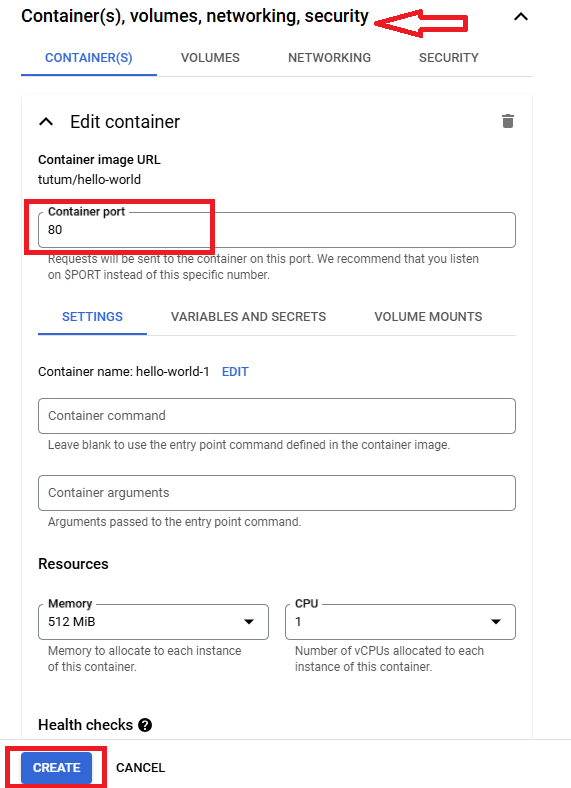 Container(s), volumes, networking, security
CONTAINER(S) VOLUMES NETWORKING SECURITY
Edit container
Container image URL
tutum/hello-world
Container port
80
Requests will be sent to the container on this port. We recommend that you listen
on $PORT instead of this specific number.
SETTINGS VARIABLES AND SECRETS VOLUME MOUNTS
Container name: hello-world-1 EDIT
Container command
Leave blank to use the entry point command defined in the container image.
Container arguments
Arguments passed to the entry point command.
Resources
Memory CPU
512 MiB 1
Memory to allocate to each instance Number of vCPUs allocated to each
of this container. instance of this container.
Health checks ?
CREATE CANCEL